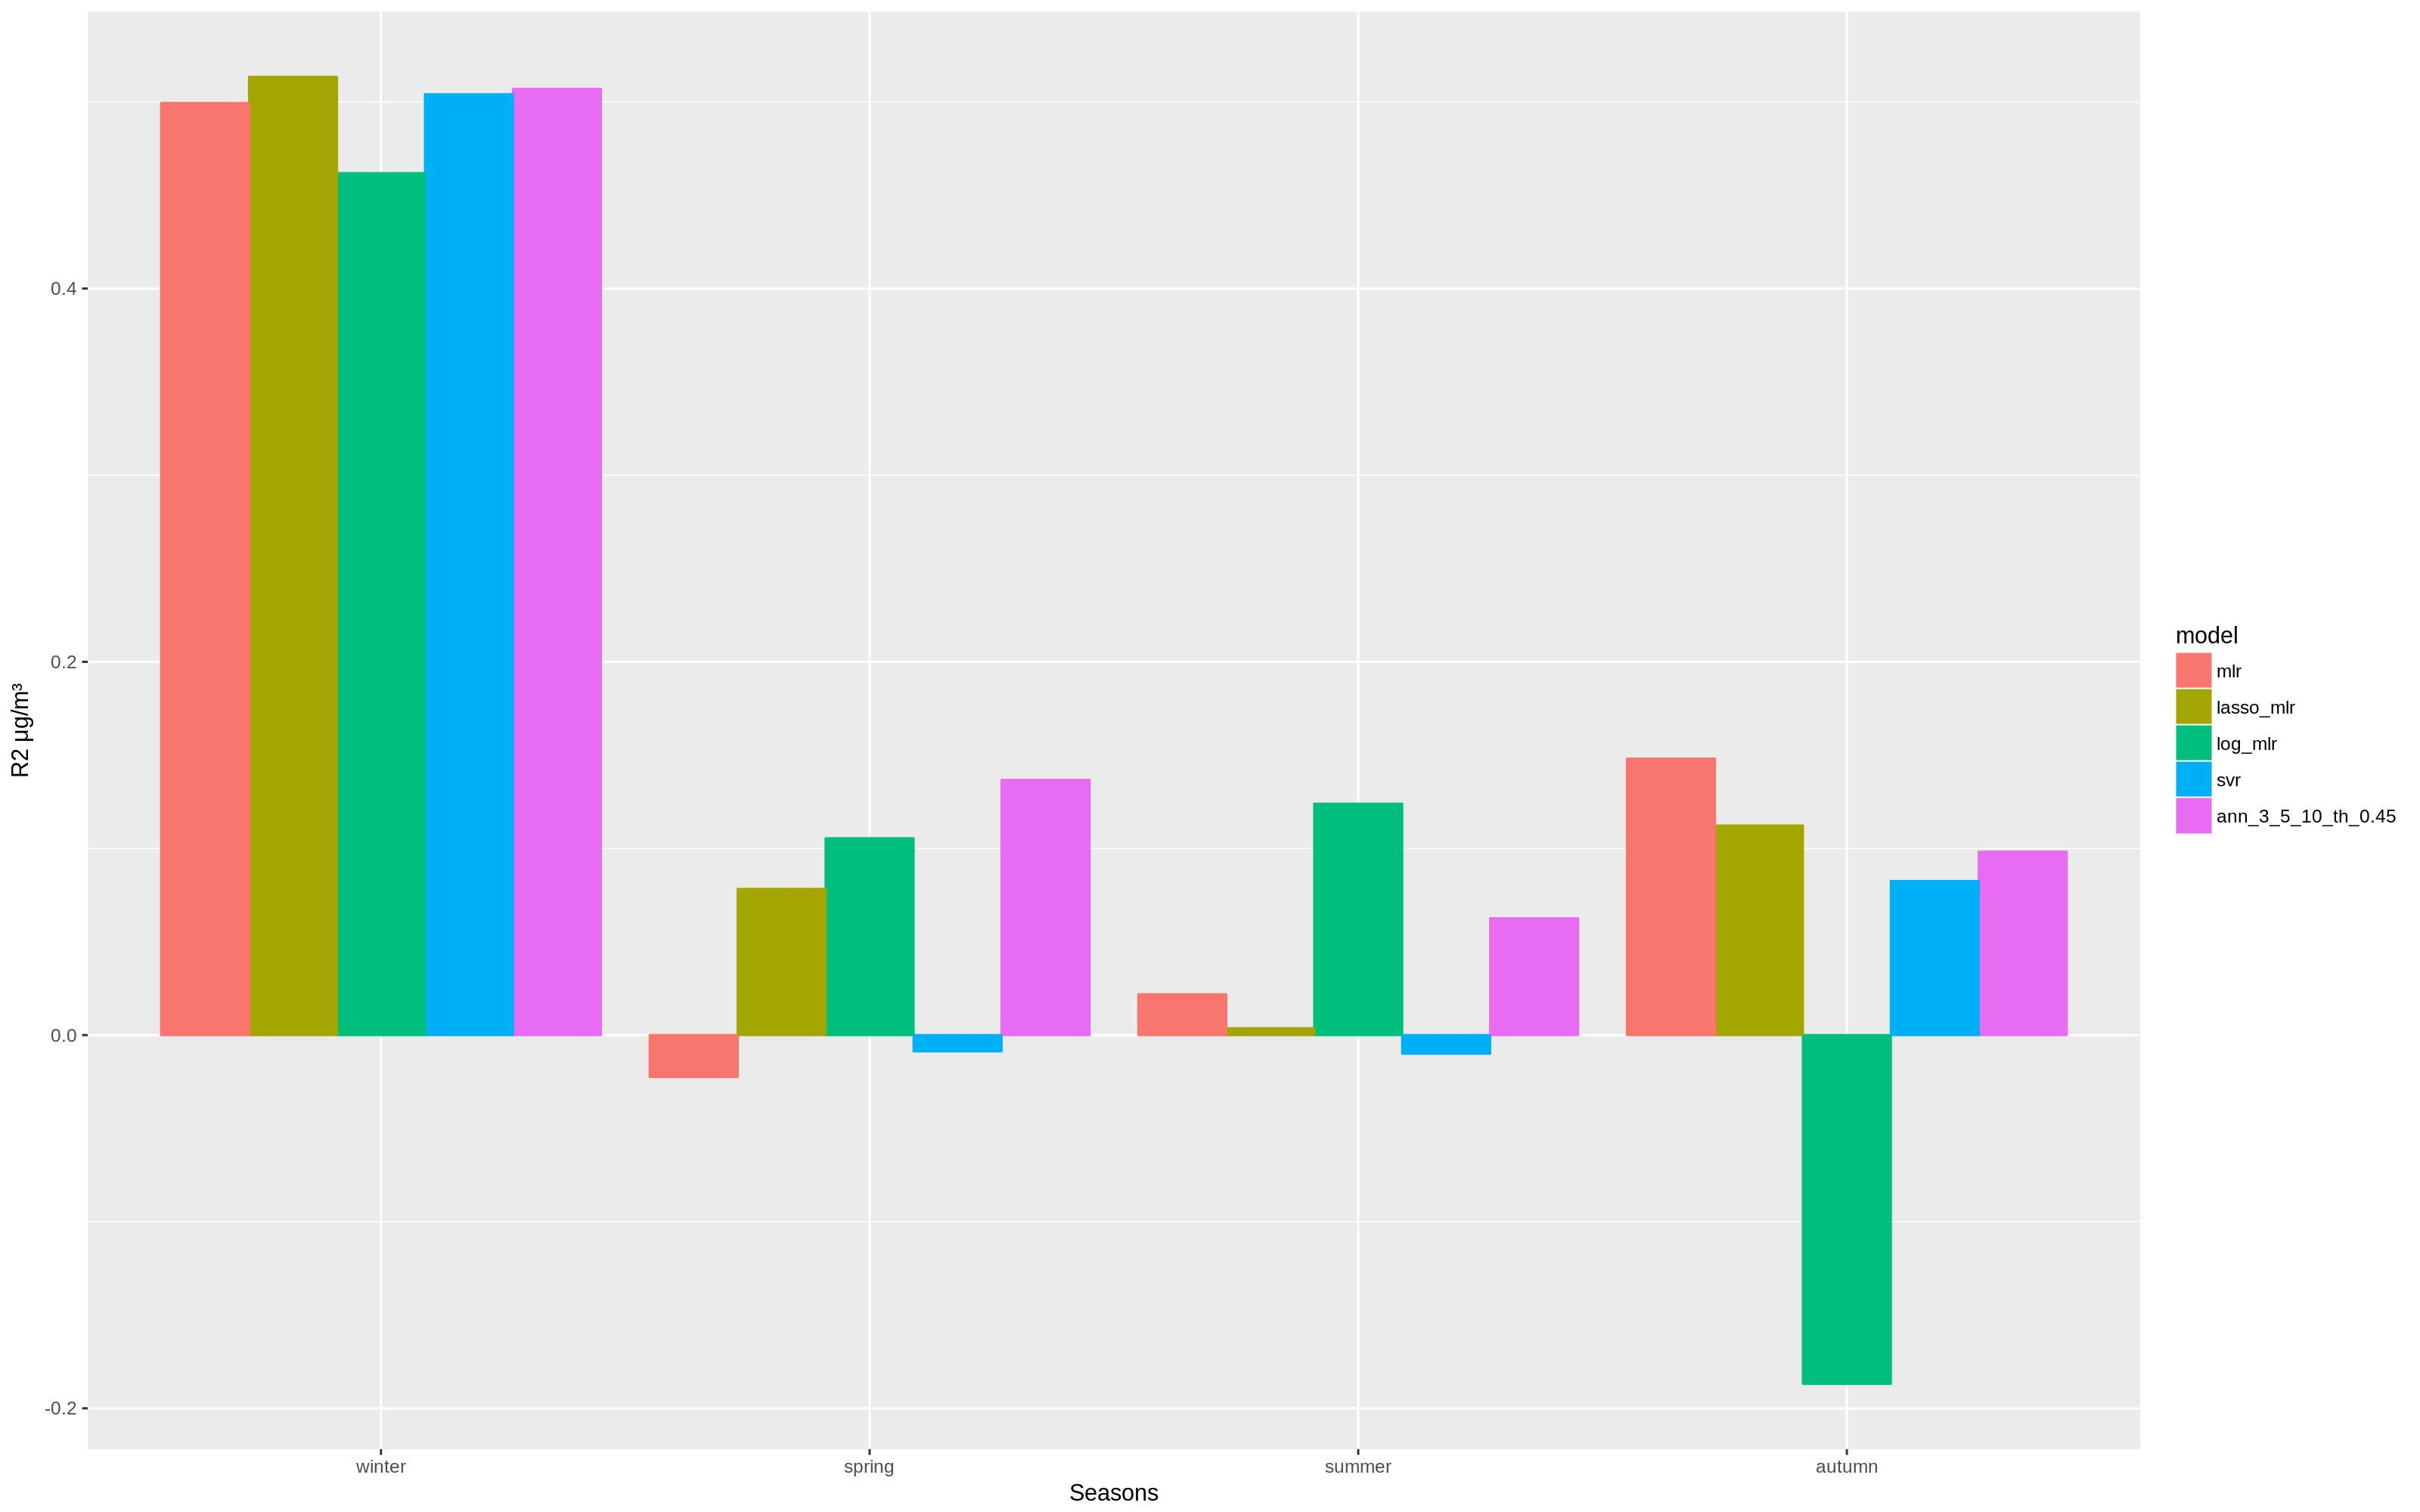 R2 μg/m³
0.4
0.2
0.0
-0.2
winter spring summer autumn
Seasons
model
mlr
lasso_mlr
log_mlr
svr
ann_3_5_10_th_0.45